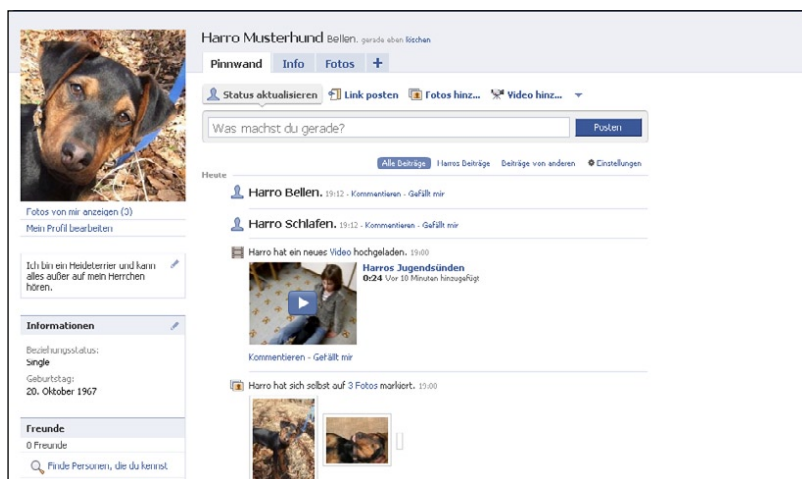 Harro Musterhund Bellen. gerade eben löschen
Pinnwand Info Fotos +
Status aktualisieren Link posten Fotos hinz... Video hinz...
Was machst du gerade? Posten
Alle Beiträge Harros Beiträge Beiträge von anderen Einstellungen
Heute
Harro Bellen. 19:12 - Kommentieren - Gefällt mir
Harro Schlafen. 19:12 - Kommentieren - Gefällt mir
Harro hat ein neues Video hochgeladen. 19:00
Harros Jugendsünden
0:24 Vor 10 Minuten hinzugefügt
Kommentieren - Gefällt mir
Harro hat sich selbst auf 3 Fotos markiert. 19:00
Fotos von mir anzeigen (3)
Mein Profil bearbeiten
Ich bin ein Heideterrier und kann
alles außer auf mein Herrchen
hören.
Informationen
Beziehungsstatus:
Single
Geburtstag:
20. Oktober 1967
Freunde
0 Freunde
Finde Personen, die du kennst